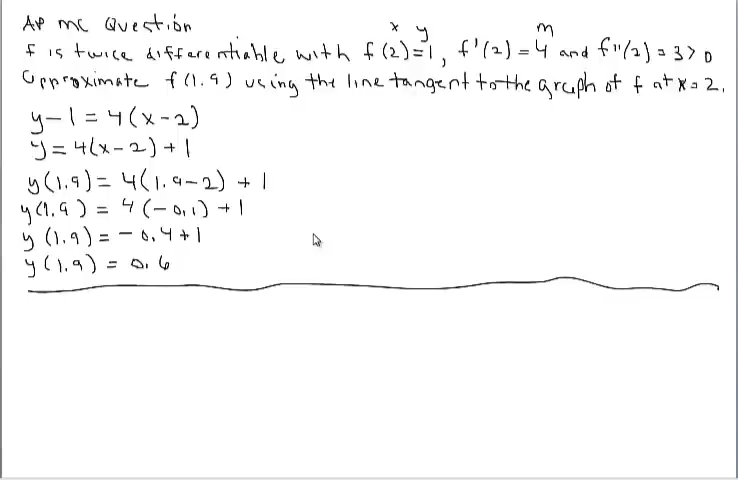 AP MC Question
x y m
f is twice differentiable with f(2)=1, f'(2)=4 and f''(2)=3>0
Approximate f(1.9) using the line tangent to the graph of f at x=2.
y-1=4(x-2)
y=4(x-2)+1
y(1.9)=4(1.9-2)+1
y(1.9)=4(-0.1)+1
y(1.9)=-0.4+1
y(1.9)=0.6